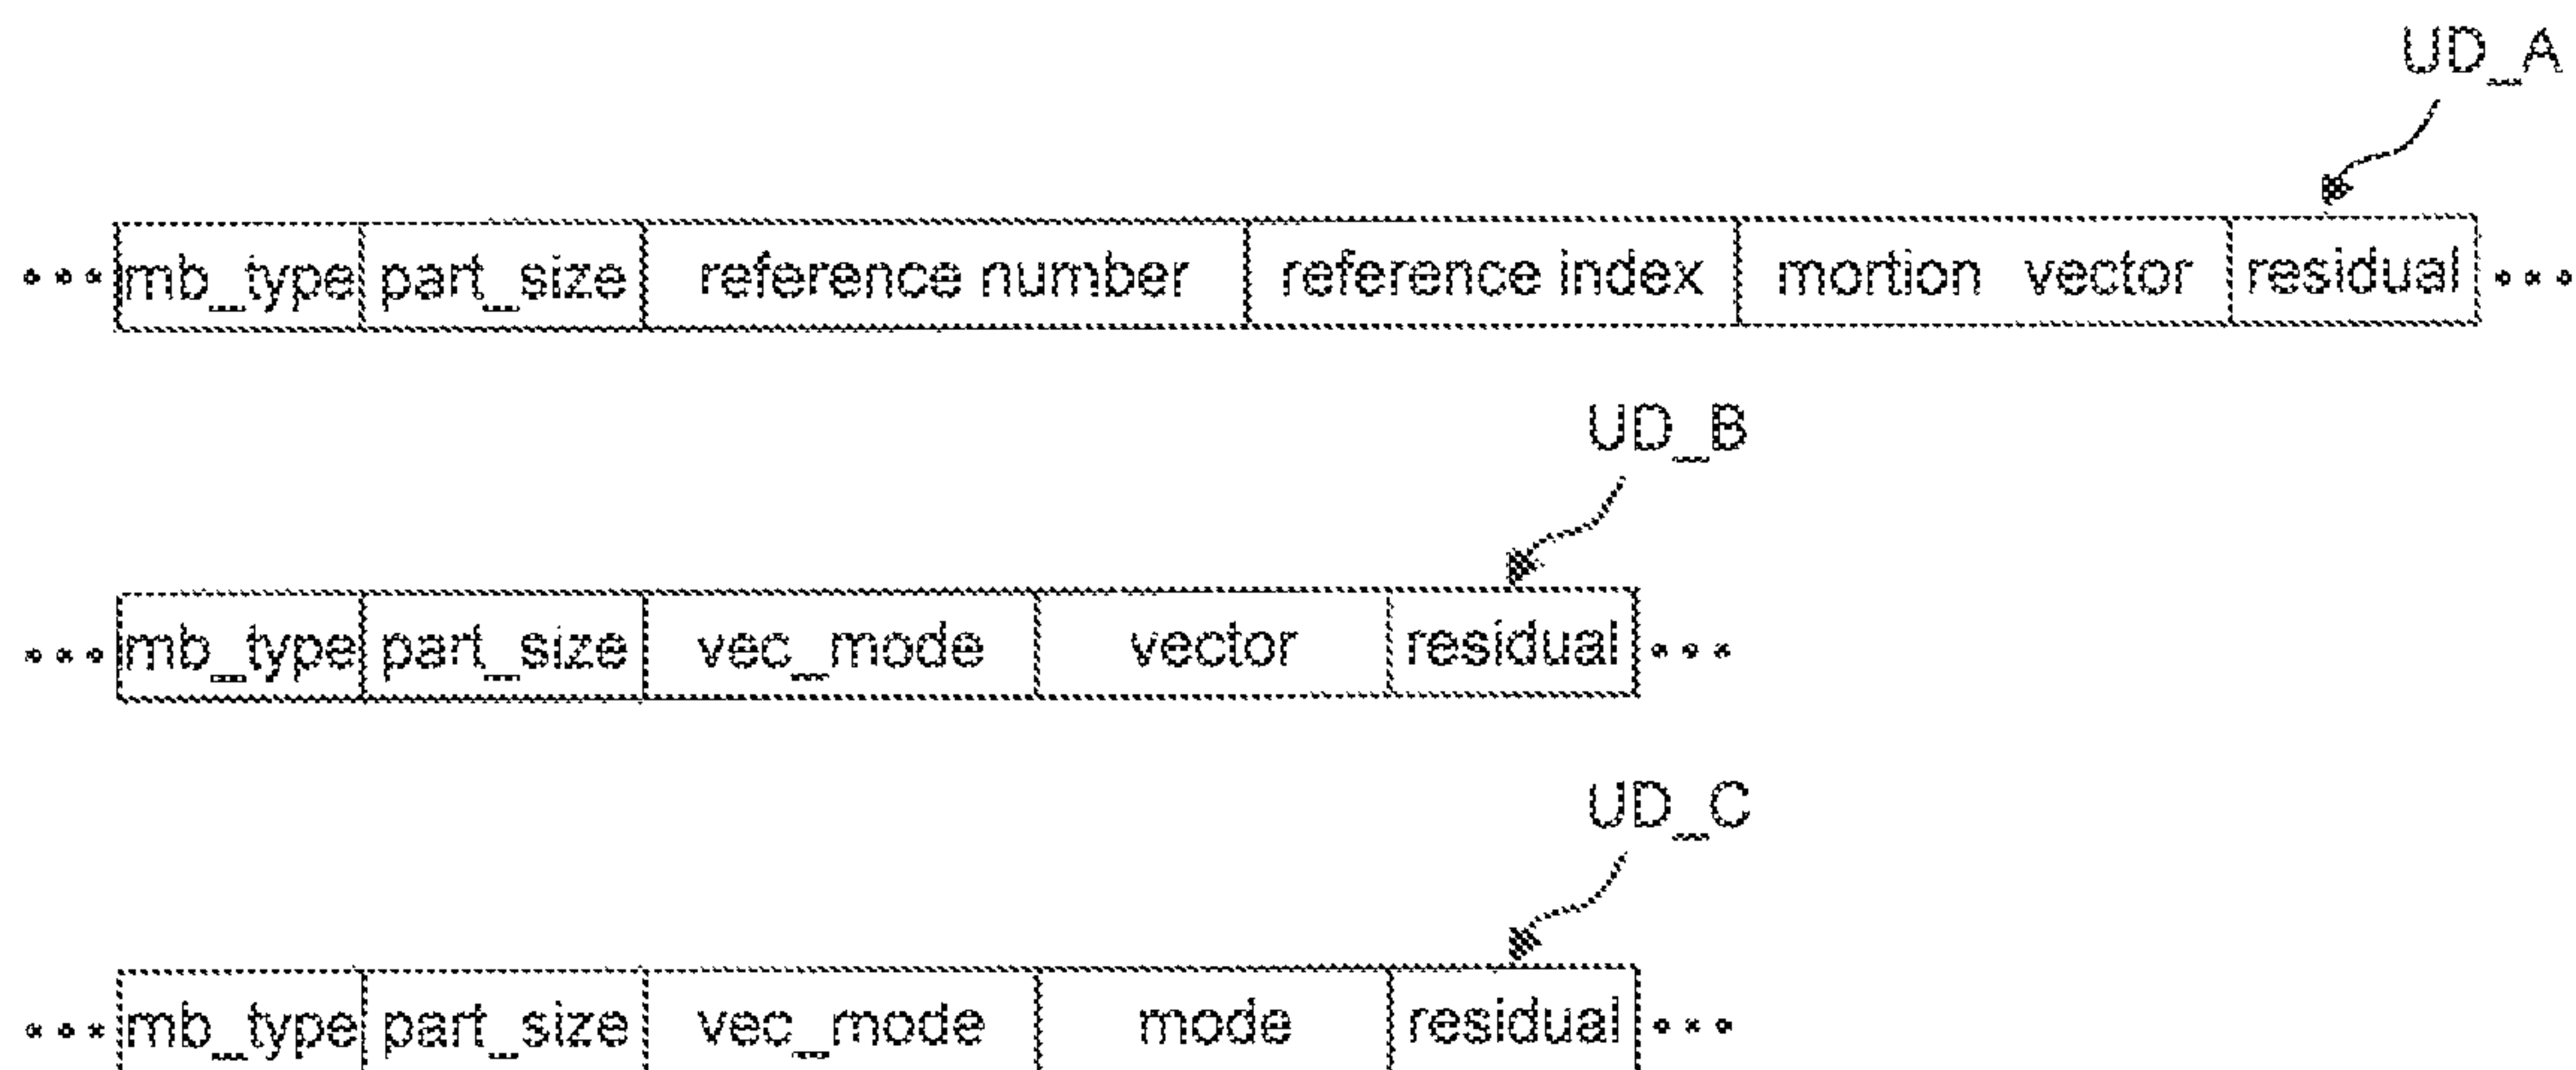 UD_A
... mb_type part_size reference number reference index mortion vector residual ...
UD_B
... mb_type part_size vec_mode vector residual ...
UD_C
... mb_type part_size vec_mode mode residual ...